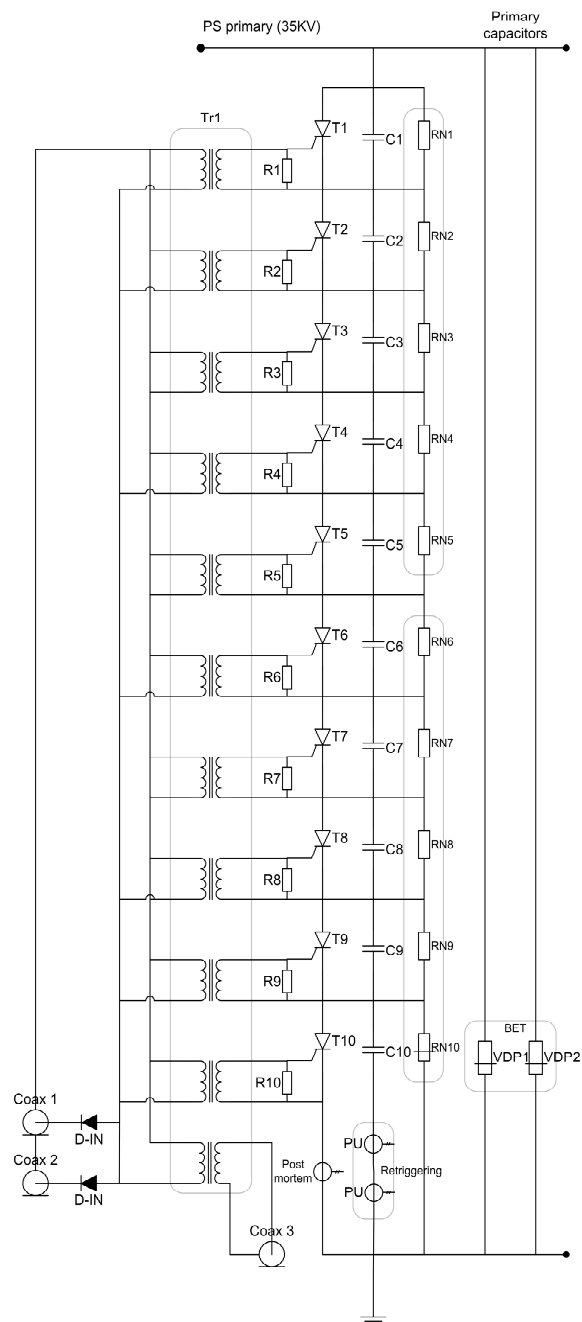 PS primary (35KV)
Primary
capacitors
Tr1
T1
C1
RN1
R1
T2
C2
RN2
R2
T3
C3
RN3
R3
T4
C4
RN4
R4
T5
C5
RN5
R5
T6
C6
RN6
R6
T7
C7
RN7
R7
T8
C8
RN8
R8
T9
C9
RN9
R9
BET
T10
C10
RN10
VDP1
VDP2
R10
Coax 1
D-IN
PU
Coax 2
Post
mortem
Retriggering
D-IN
PU
Coax 3